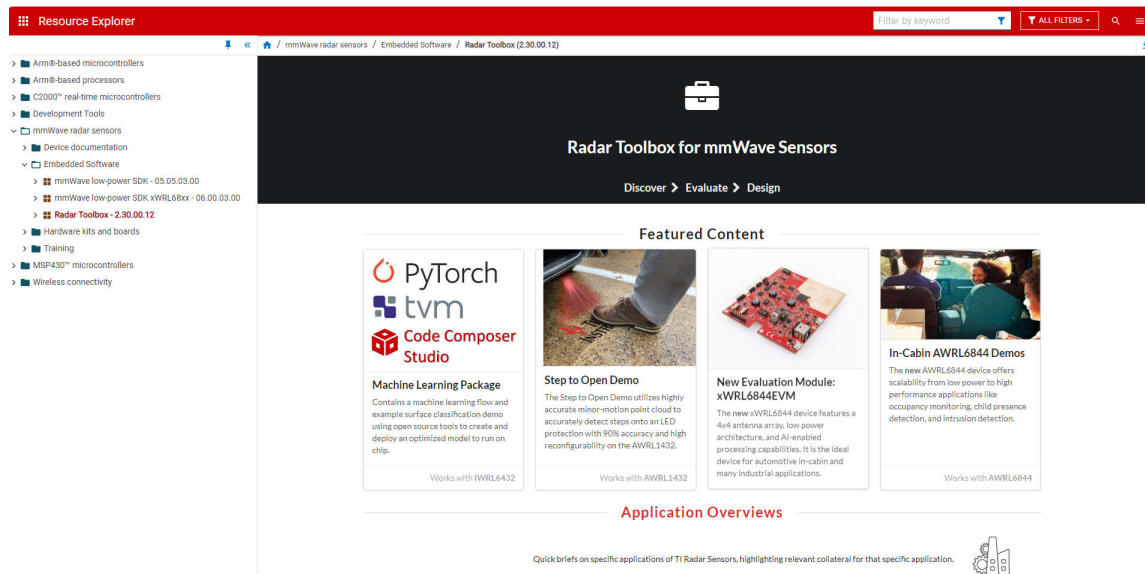 Resource Explorer
Filter by keyword
ALL FILTERS
/ mmWave radar sensors / Embedded Software / Radar Toolbox (2.30.00.12)
Arm®-based microcontrollers
Arm®-based processors
C2000™ real-time microcontrollers
Development Tools
mmWave radar sensors
Device documentation
Embedded Software
mmWave low-power SDK - 05.05.03.00
mmWave low-power SDK xWRL68xx - 06.00.03.00
Radar Toolbox - 2.30.00.12
Hardware kits and boards
Training
MSP430™ microcontrollers
Wireless connectivity
Radar Toolbox for mmWave Sensors
Discover > Evaluate > Design
Featured Content
PyTorch
tvm
Code Composer
Studio
Machine Learning Package
Contains a machine learning flow and
example surface classification demo
using open source tools to create and
deploy an optimized model to run on
chip.
Works with IWRL6432
Step to Open Demo
The Step to Open Demo utilizes highly
accurate minor-motion point cloud to
accurately detect steps onto an LED
protection with 90% accuracy and high
reconfigurability on the AWRL1432.
Works with AWRL1432
New Evaluation Module:
xWRL6844EVM
The new xWRL6844 device features a
4x4 antenna array, low power
architecture, and AI-enabled
processing capabilities. It is the ideal
device for automotive in-cabin and
many industrial applications.
In-Cabin AWRL6844 Demos
The new AWRL6844 device offers
scalability from low power to high
performance applications like
occupancy monitoring, child presence
detection, and intrusion detection.
Works with AWRL6844
Application Overviews
Quick briefs on specific applications of TI Radar Sensors, highlighting relevant collateral for that specific application.